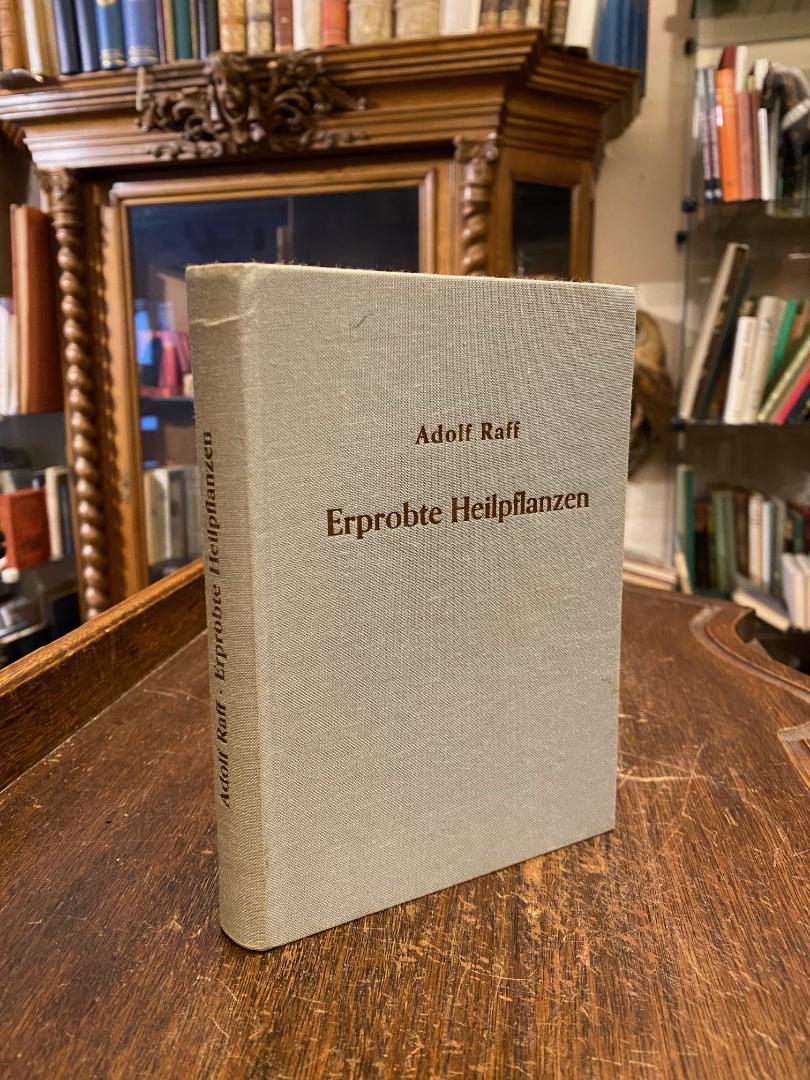 Adolf Raff
Erprobte Heilpflanzen
Adolf Raff · Erprobte Heilpflanzen